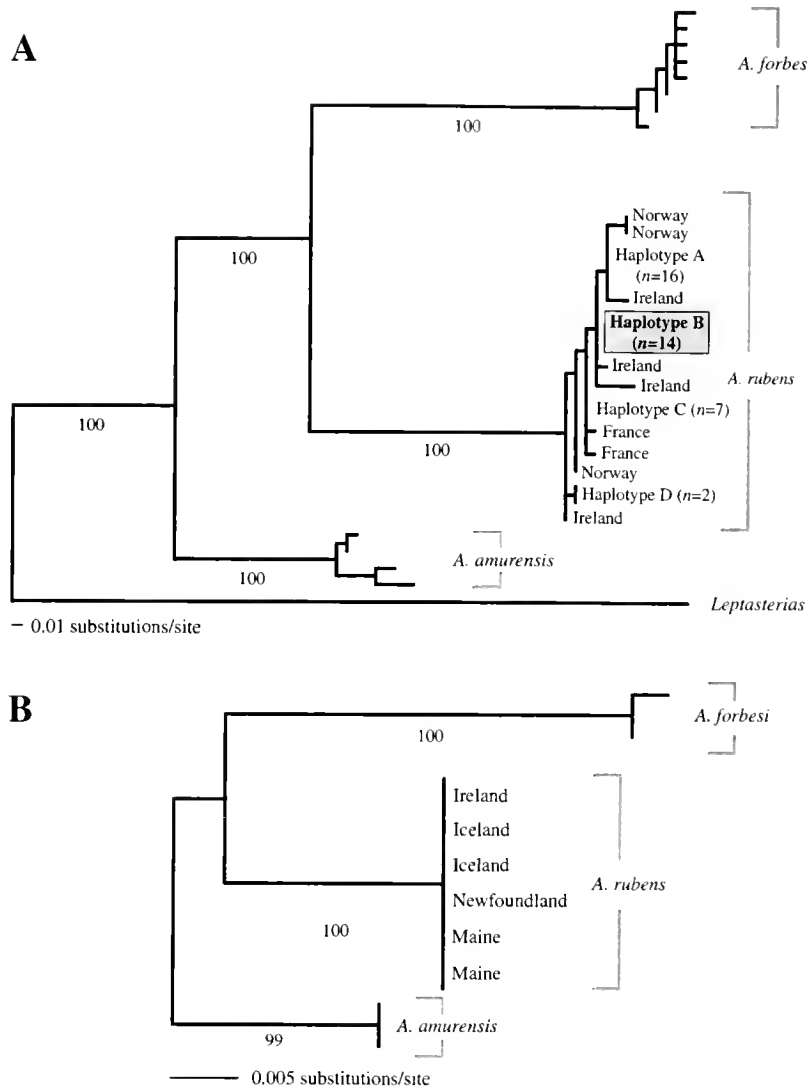 A
A. forbes
100
Norway
Norway
Haplotype A
(n=16)
100
Ireland
Haplotype B
(n=14)
Ireland
A. rubens
Ireland
Haplotype C (n=7)
100
France
100
France
Norway
Haplotype D (n=2)
Ireland
A. amurensis
100
Leptasterias
0.01 substitutions/site
B
A. forbesi
100
Ireland
Iceland
Iceland
A. rubens
Newfoundland
100
Maine
Maine
A. amurensis
99
0.005 substitutions/site